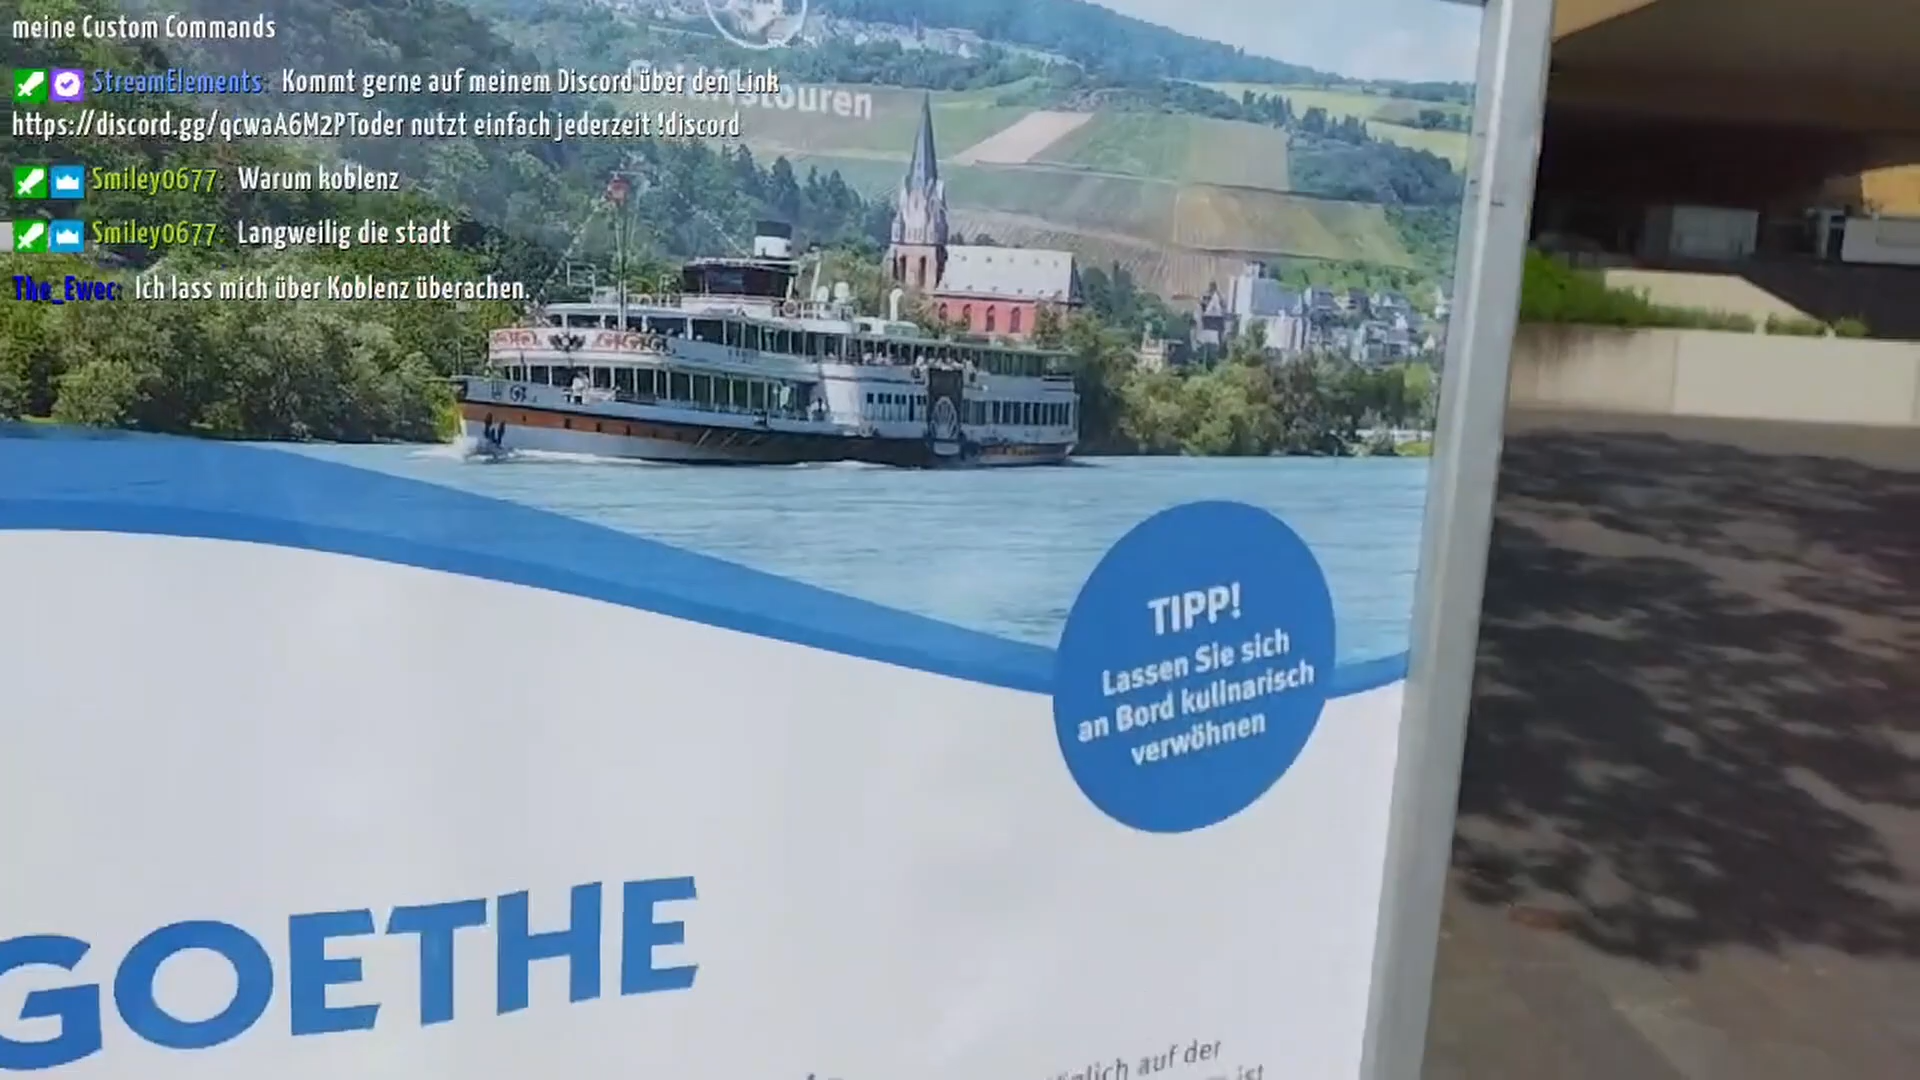 meine Custom Commands
StreamElements: Kommt gerne auf meinem Discord über den Link
https://discord.gg/qcwaA6M2PToder nutzt einfach jederzeit !discord
Smiley0677: Warum koblenz
Smiley0677: Langweilig die stadt
The_Ewec: Ich lass mich über Koblenz überachen.
TIPP!
Lassen Sie sich
an Bord kulinarisch
verwöhnen
GOETHE
auf der
ist